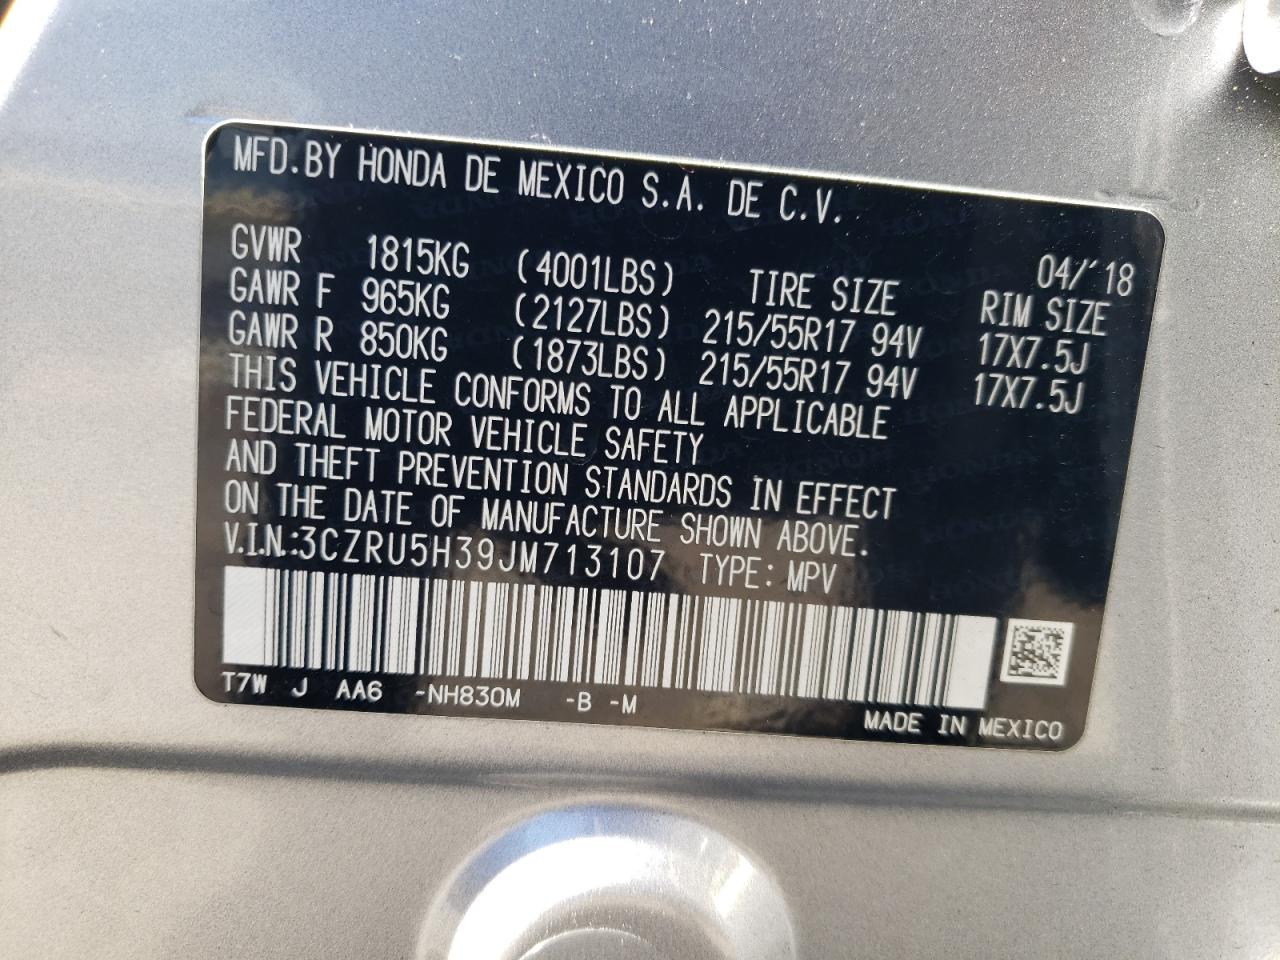 MFD.BY HONDA DE MEXICO S.A. DE C.V.
04/'18
GVWR 1815KG (4001LBS) TIRE SIZE RIM SIZE
GAWR F 965KG (2127LBS) 215/55R17 94V 17X7.5J
GAWR R 850KG (1873LBS) 215/55R17 94V 17X7.5J
THIS VEHICLE CONFORMS TO ALL APPLICABLE
FEDERAL MOTOR VEHICLE SAFETY
AND THEFT PREVENTION STANDARDS IN EFFECT
ON THE DATE OF MANUFACTURE SHOWN ABOVE.
V.I.N.:3CZRU5H39JM713107 TYPE: MPV
T7W J AA6 -NH830M -B -M
MADE IN MEXICO